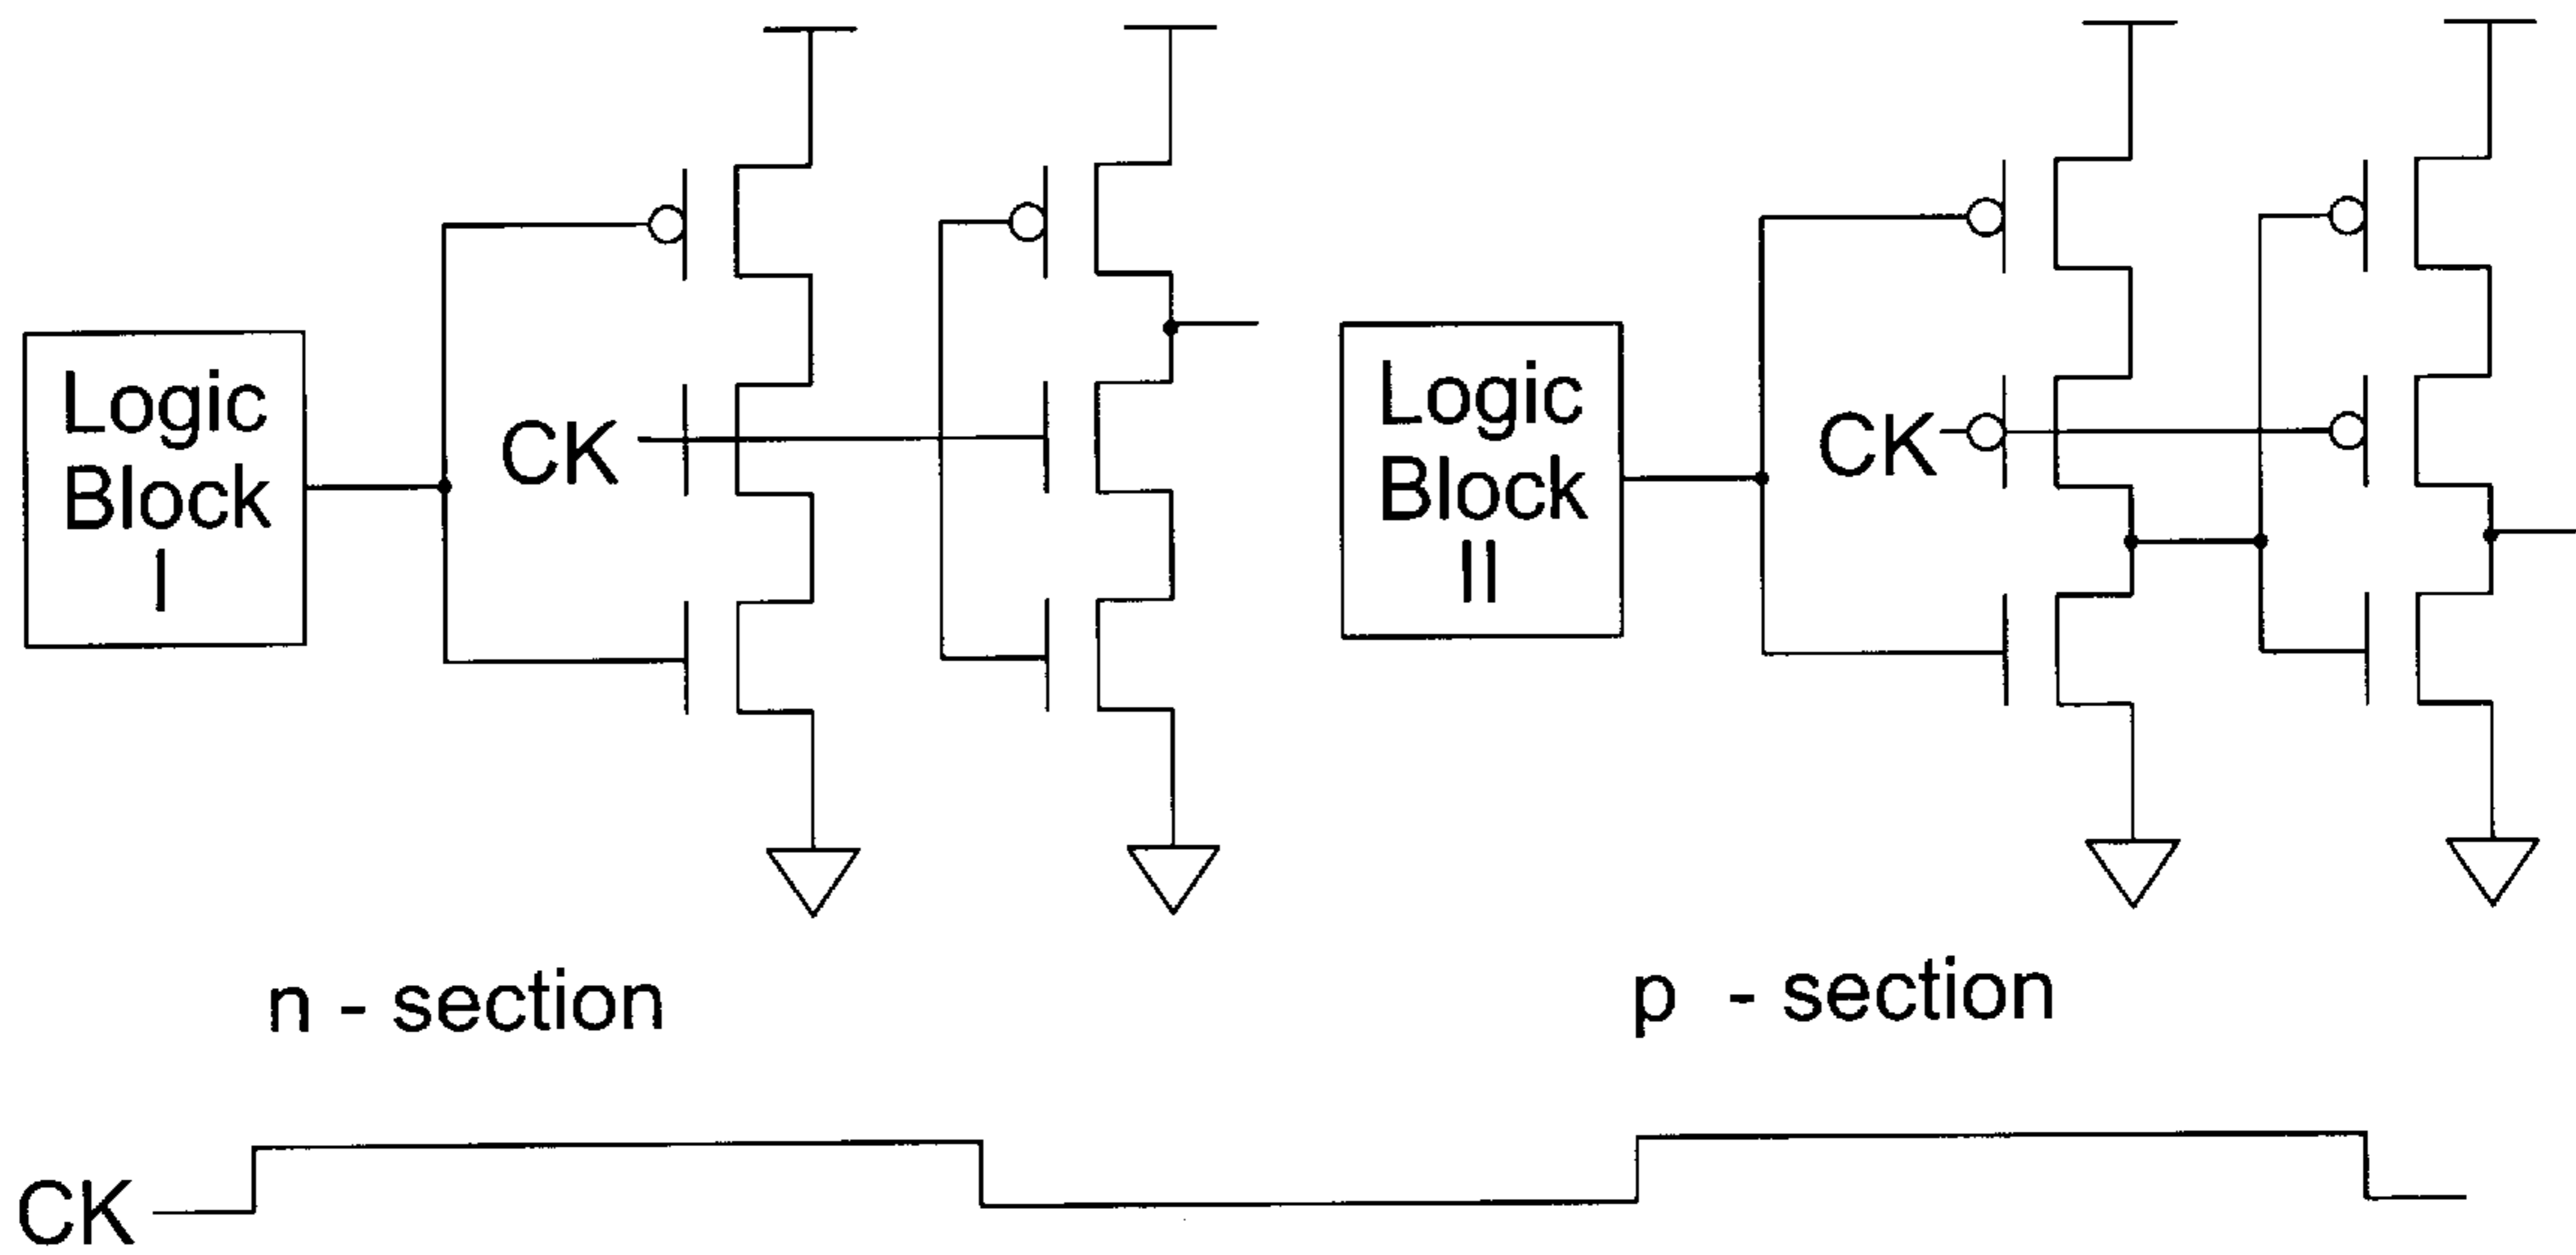 Logic
Block
I
CK
Logic
Block
II
CK
n - section
p - section
CK